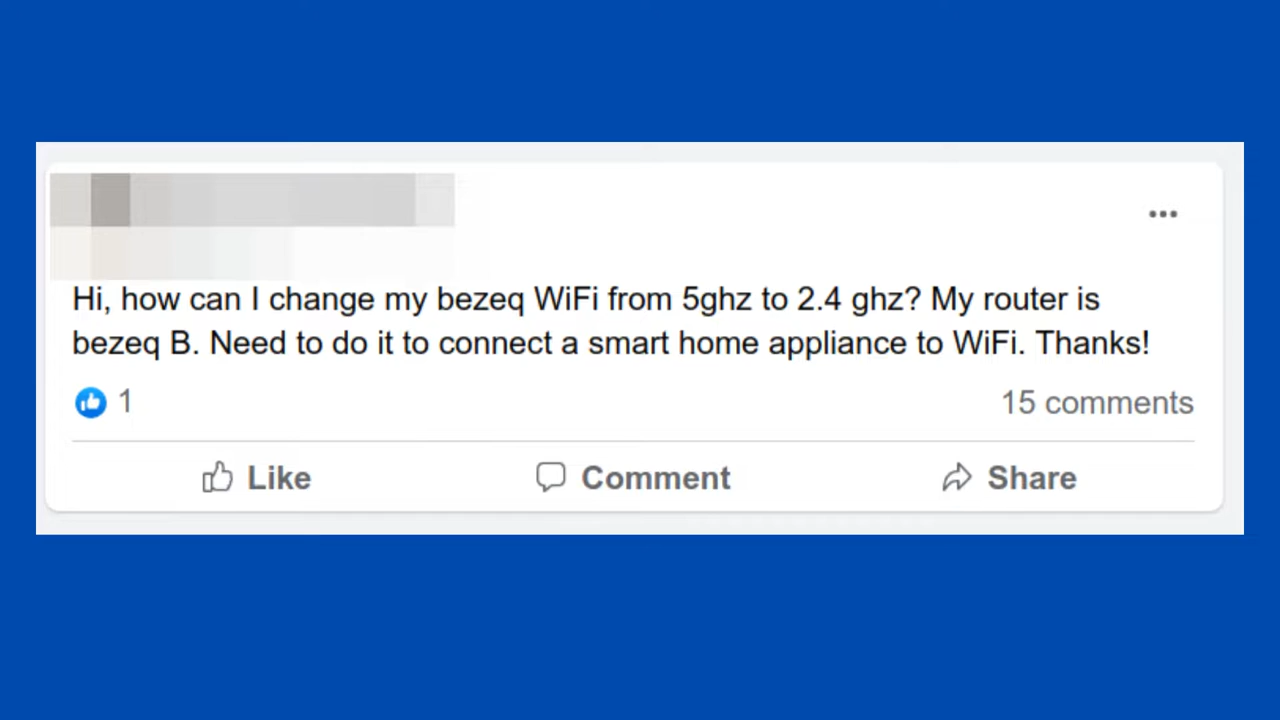 Hi, how can I change my bezeq WiFi from 5ghz to 2.4 ghz? My router is
bezeq B. Need to do it to connect a smart home appliance to WiFi. Thanks!
1
15 comments
Like
Comment
Share